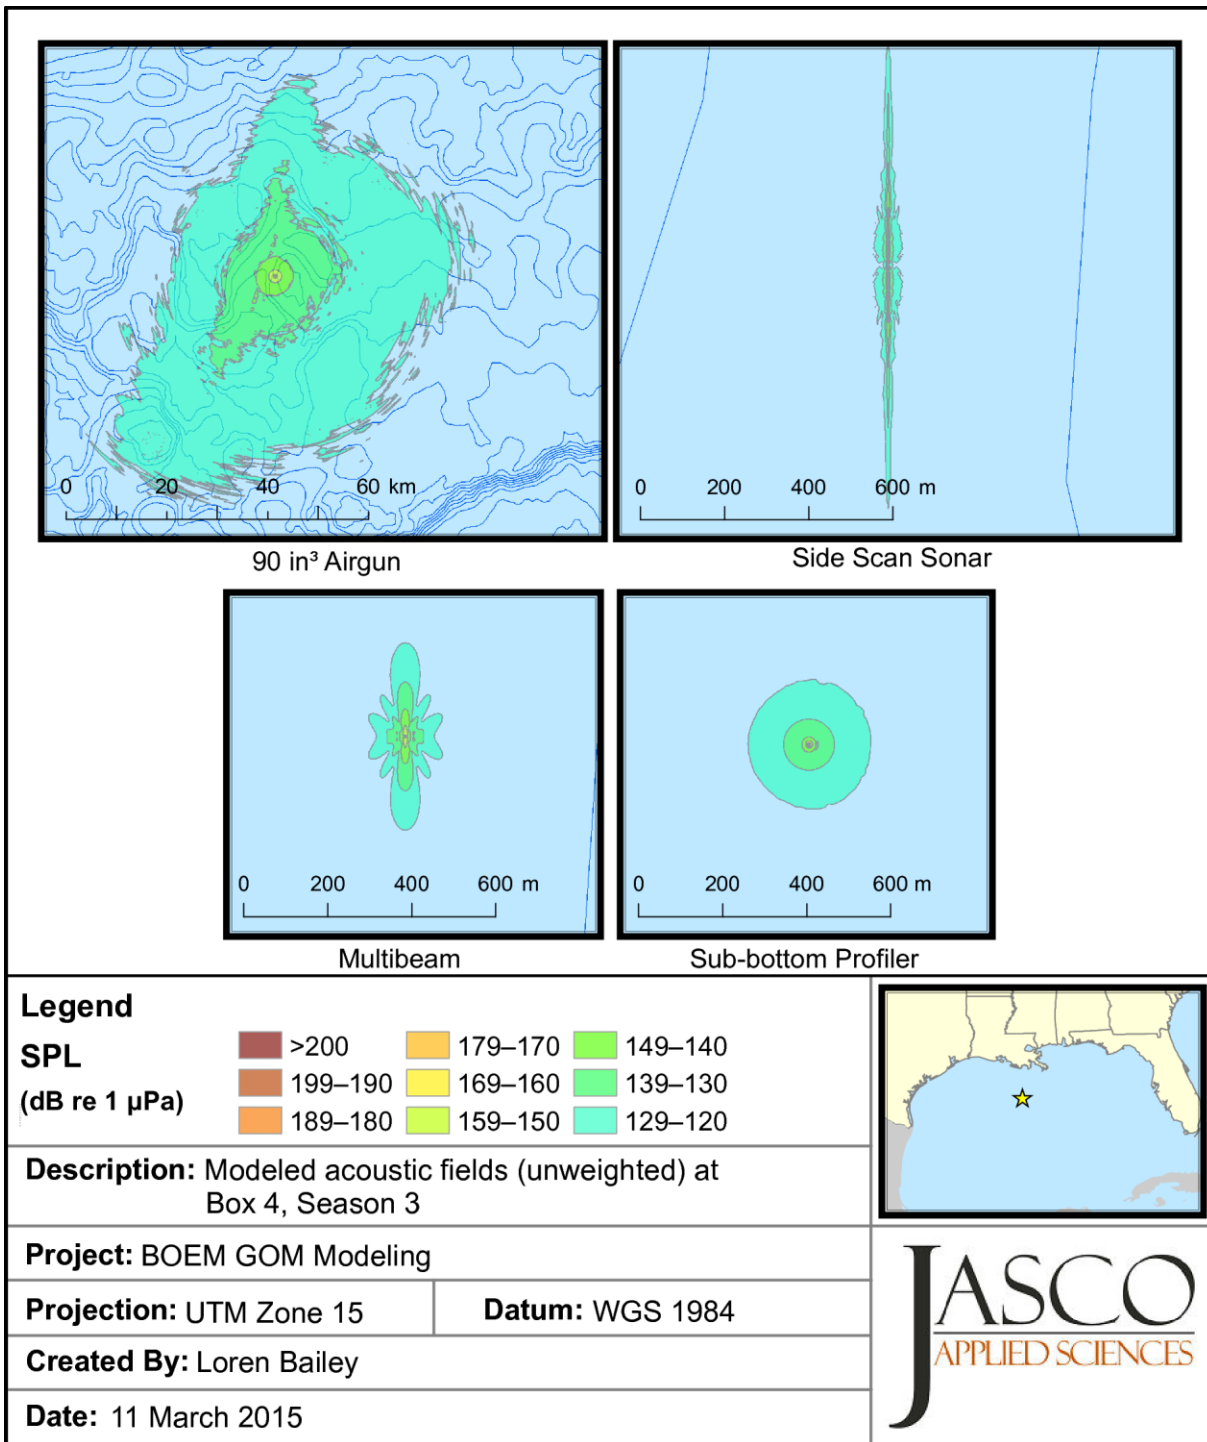 0 20 40 60 km
90 in³ Airgun
0 200 400 600 m
Side Scan Sonar
0 200 400 600 m
Multibeam
0 200 400 600 m
Sub-bottom Profiler
Legend
SPL
(dB re 1 µPa)
>200 179–170 149–140
199–190 169–160 139–130
189–180 159–150 129–120
Description: Modeled acoustic fields (unweighted) at
Box 4, Season 3
Project: BOEM GOM Modeling
Projection: UTM Zone 15 Datum: WGS 1984
Created By: Loren Bailey
Date: 11 March 2015
JASCO
APPLIED SCIENCES